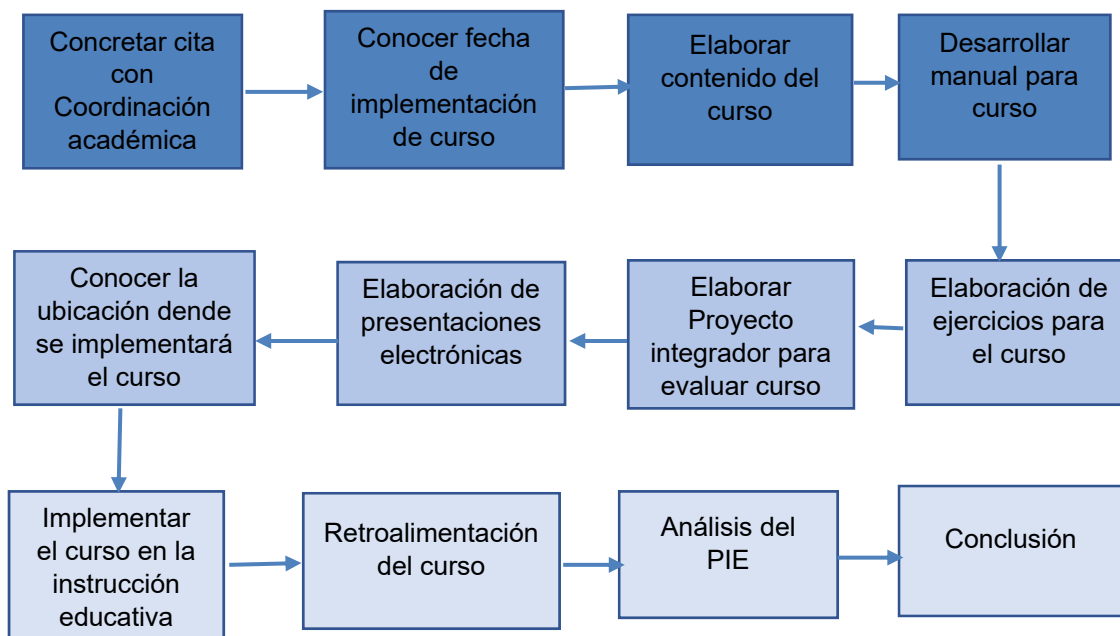 Concretar cita
con
Coordinación
académica
Conocer fecha
de
implementación
de curso
Elaborar
contenido del
curso
Desarrollar
manual para
curso
Conocer la
ubicación dende
se implementará
el curso
Elaboración de
presentaciones
electrónicas
Elaborar
Proyecto
integrador para
evaluar curso
Elaboración de
ejercicios para
el curso
Implementar
el curso en la
instrucción
educativa
Retroalimentación
del curso
Análisis del
PIE
Conclusión